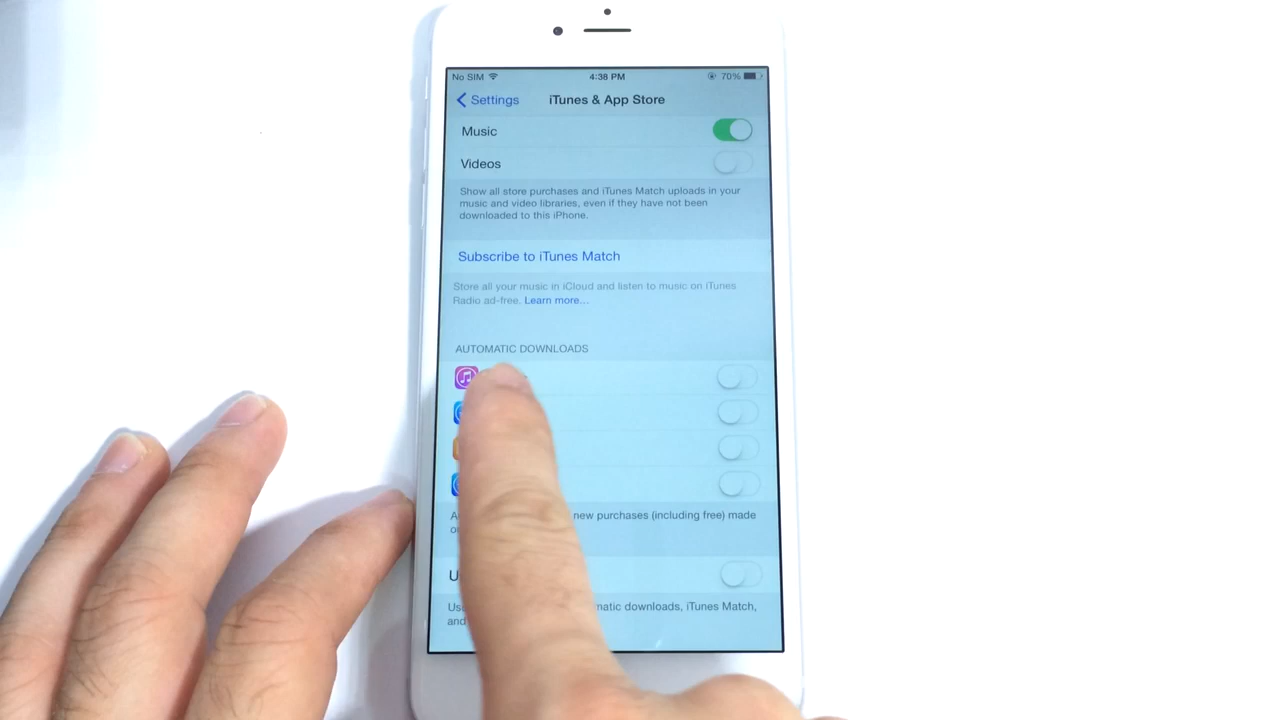 No SIM 4:38 PM 70%
Settings iTunes & App Store
Music
Videos
Show all store purchases and iTunes Match uploads in your
music and video libraries, even if they have not been
downloaded to this iPhone.
Subscribe to iTunes Match
Store all your music in iCloud and listen to music on iTunes
Radio ad-free. Learn more...
AUTOMATIC DOWNLOADS
new purchases (including free) made
downloads, iTunes Match,
and